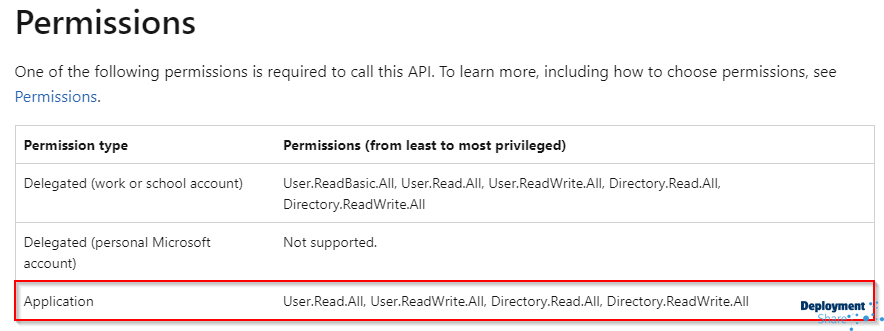 Permissions
One of the following permissions is required to call this API. To learn more, including how to choose permissions, see
Permissions.
Permission type Permissions (from least to most privileged)
Delegated (work or school account) User.ReadBasic.All, User.Read.All, User.ReadWrite.All, Directory.Read.All,
Directory.ReadWrite.All
Delegated (personal Microsoft Not supported.
account)
Application User.Read.All, User.ReadWrite.All, Directory.Read.All, Directory.ReadWrite.All
Deployment
Share